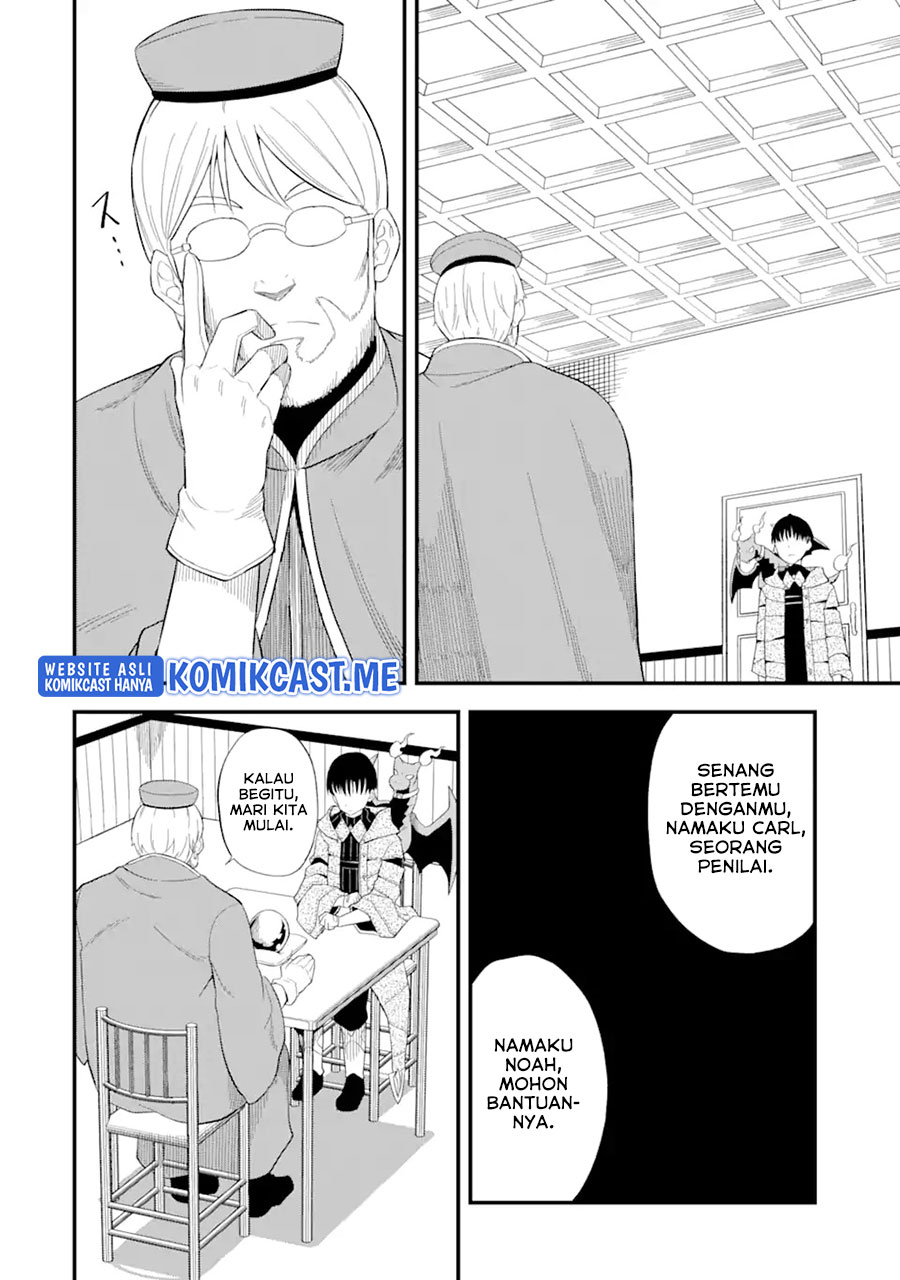 ス…
WEBSITE ASLI
KOMIKCAST HANYA
KOMIKCAST.ME
SENANG
BERTEMU
DENGANMU,
NAMAKU CARL,
SEORANG
PENILAI.
NAMAKU
NOAH,
MOHON
BANTUAN-
NYA.
KALAU
BEGITU,
MARI KITA
MULAI.